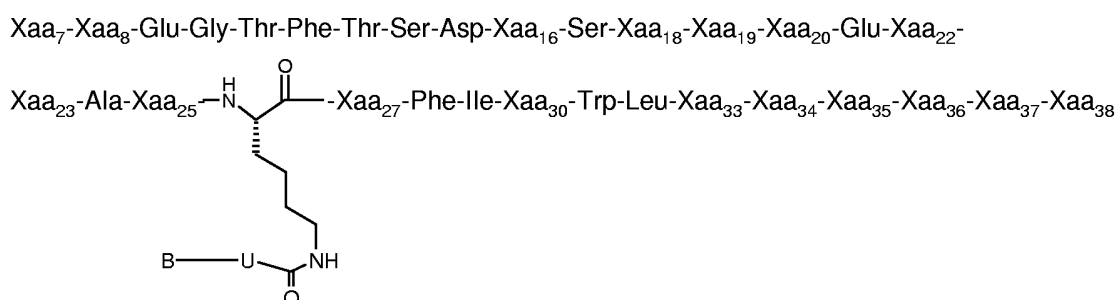 Xaa₇-Xaa₈-Glu-Gly-Thr-Phe-Thr-Ser-Asp-Xaa₁₆-Ser-Xaa₁₈-Xaa₁₉-Xaa₂₀-Glu-Xaa₂₂-
H O
Xaa₂₃-Ala-Xaa₂₅-N-Xaa₂₇-Phe-Ile-Xaa₃₀-Trp-Leu-Xaa₃₃-Xaa₃₄-Xaa₃₅-Xaa₃₆-Xaa₃₇-Xaa₃₈
B U NH
O